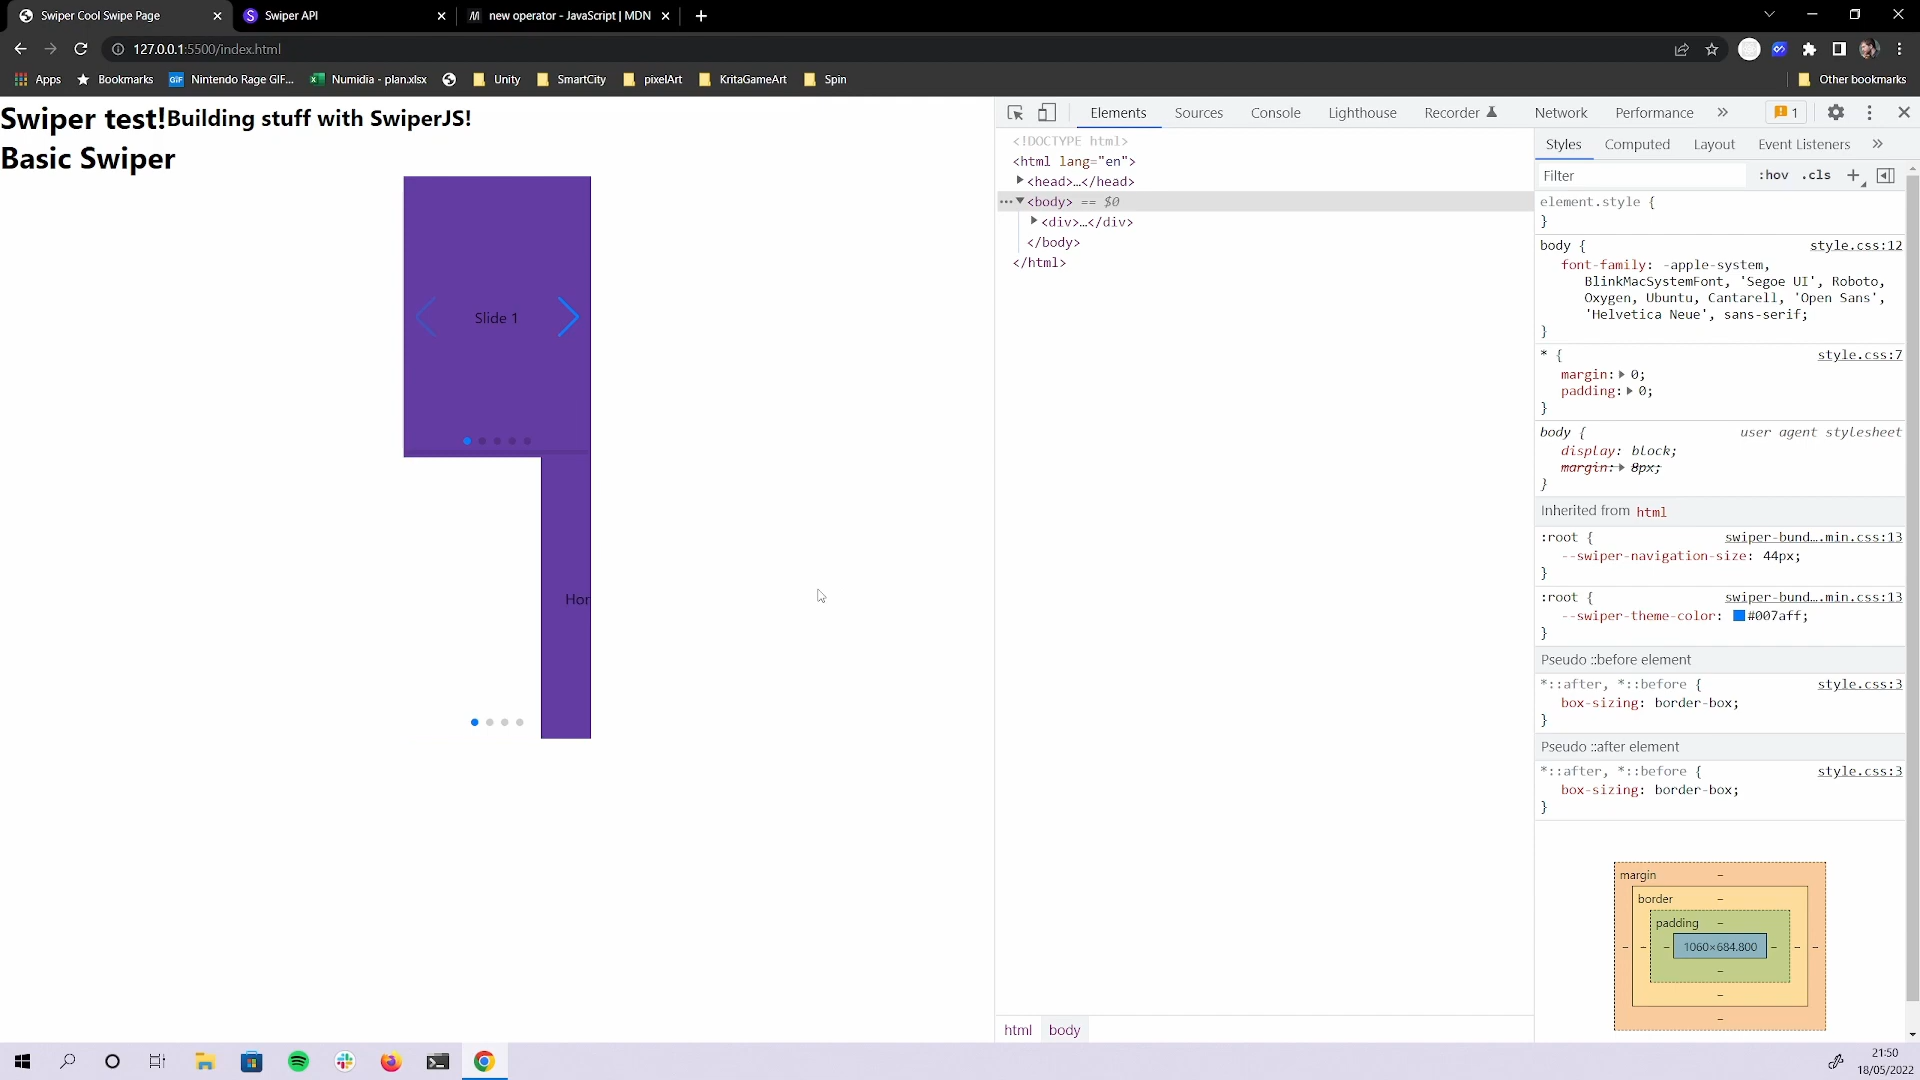 Swiper Cool Swipe Page
Swiper API
new operator - JavaScript | MDN
127.0.0.1:5500/index.html
Apps
Bookmarks
GIF
Nintendo Rage GIF...
Numidia - plan.xlsx
Unity
SmartCity
pixelArt
KritaGameArt
Spin
Other bookmarks
Swiper test!Building stuff with SwiperJS!
Basic Swiper
Slide 1
Hor
Elements
Sources
Console
Lighthouse
Recorder
Network
Performance
1
<!DOCTYPE html>
<html lang="en">
<head>…</head>
<body> == $0
<div>…</div>
</body>
</html>
html
body
Styles
Computed
Layout
Event Listeners
Filter
:hov
.cls
element.style {
}
body { style.css:12
font-family: -apple-system,
BlinkMacSystemFont, 'Segoe UI', Roboto,
Oxygen, Ubuntu, Cantarell, 'Open Sans',
'Helvetica Neue', sans-serif;
}
* { style.css:7
margin: 0;
padding: 0;
}
body { user agent stylesheet
display: block;
margin: 8px;
}
Inherited from html
:root { swiper-bund….min.css:13
--swiper-navigation-size: 44px;
}
:root { swiper-bund….min.css:13
--swiper-theme-color: #007aff;
}
Pseudo ::before element
*::after, *::before { style.css:3
box-sizing: border-box;
}
Pseudo ::after element
*::after, *::before { style.css:3
box-sizing: border-box;
}
margin –
border –
padding –
– – – 1060×684.800 – – –
–
–
–
21:50
18/05/2022